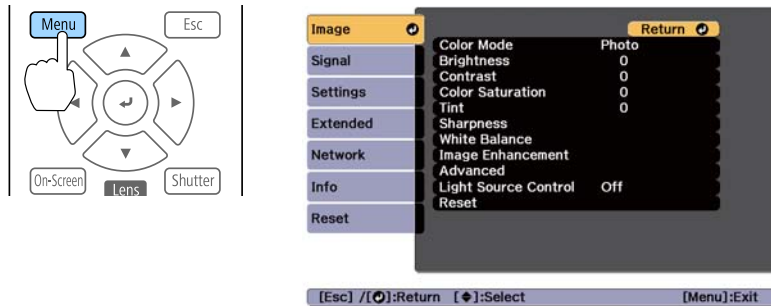 Menu
Esc
On-Screen
Lens
Shutter
Image
Signal
Settings
Extended
Network
Info
Reset
Return
Color Mode Photo
Brightness 0
Contrast 0
Color Saturation 0
Tint 0
Sharpness
White Balance
Image Enhancement
Advanced
Light Source Control Off
Reset
[Esc] /[ ]:Return [ ]:Select [Menu]:Exit